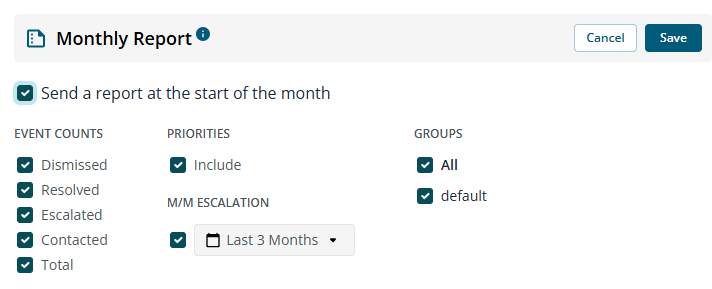 Monthly Report
Cancel
Save
Send a report at the start of the month
EVENT COUNTS
Dismissed
Resolved
Escalated
Contacted
Total
PRIORITIES
Include
M/M ESCALATION
Last 3 Months
GROUPS
All
default